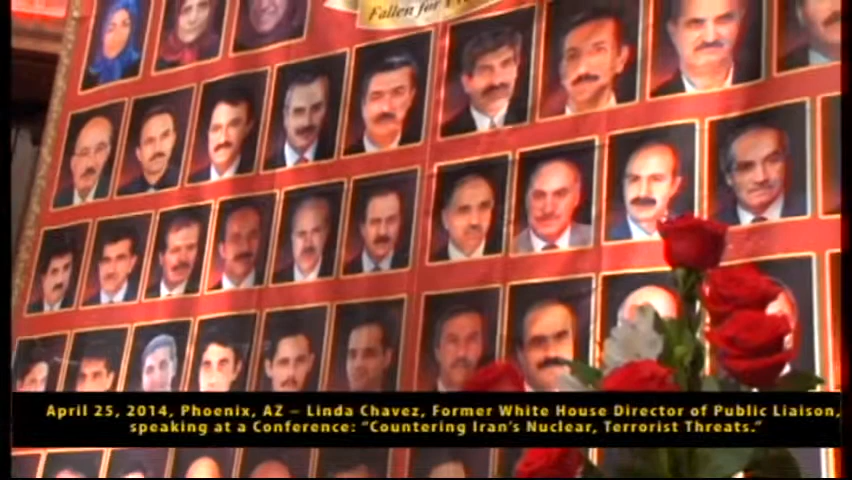 Fallen for
April 25, 2014, Phoenix, AZ – Linda Chavez, Former White House Director of Public Liaison,
speaking at a Conference: “Countering Iran’s Nuclear, Terrorist Threats.”